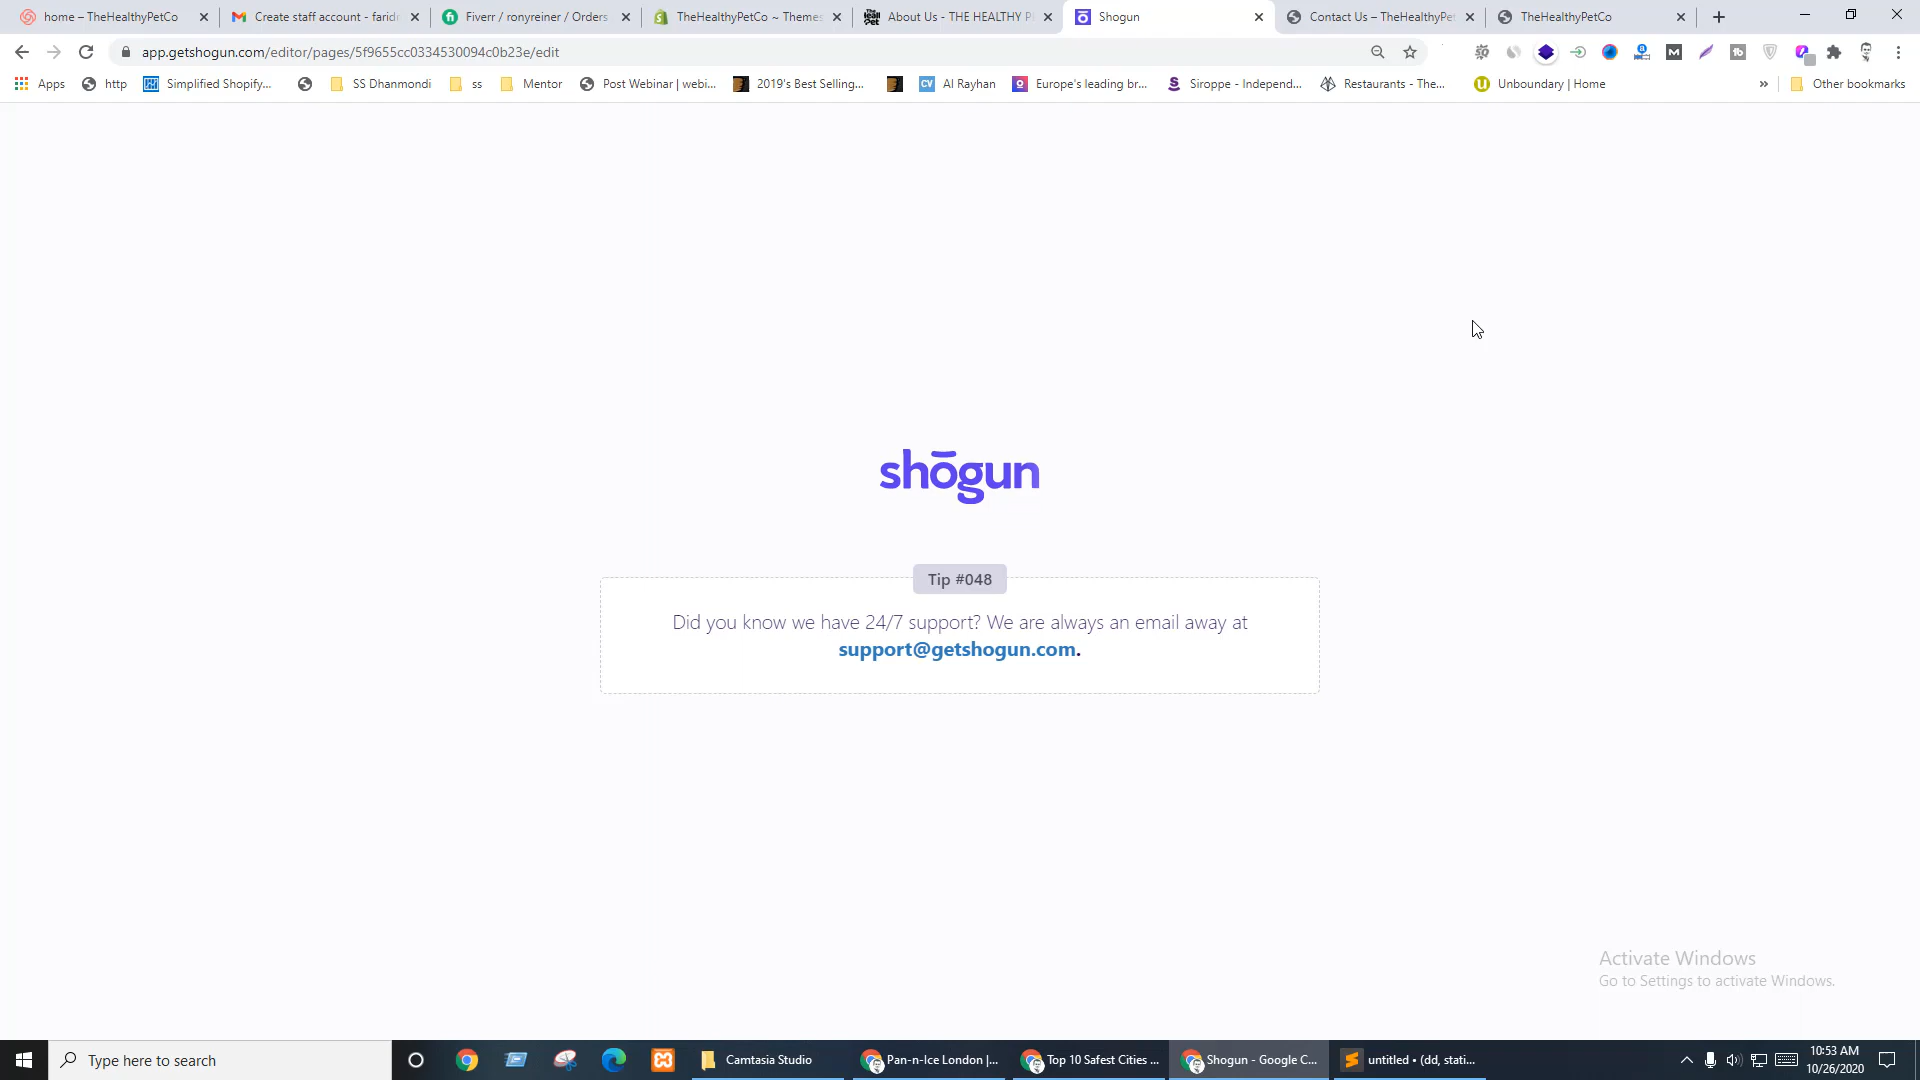 home – TheHealthyPetCo
Create staff account - farid
Fiverr / ronyreiner / Orders
TheHealthyPetCo ~ Themes
About Us - THE HEALTHY P
Shogun
Contact Us – TheHealthyPet
TheHealthyPetCo
app.getshogun.com/editor/pages/5f9655cc0334530094c0b23e/edit
Apps
http
Simplified Shopify...
SS Dhanmondi
ss
Mentor
Post Webinar | webi...
2019's Best Selling...
Al Rayhan
Europe's leading br...
Siroppe - Independ...
Restaurants - The...
Unboundary | Home
»
Other bookmarks
shōgun
Tip #048
Did you know we have 24/7 support? We are always an email away at
support@getshogun.com.
Activate Windows
Go to Settings to activate Windows.
Type here to search
Camtasia Studio
Pan-n-Ice London |...
Top 10 Safest Cities ...
Shogun - Google C...
untitled • (dd, stati...
10:53 AM
10/26/2020